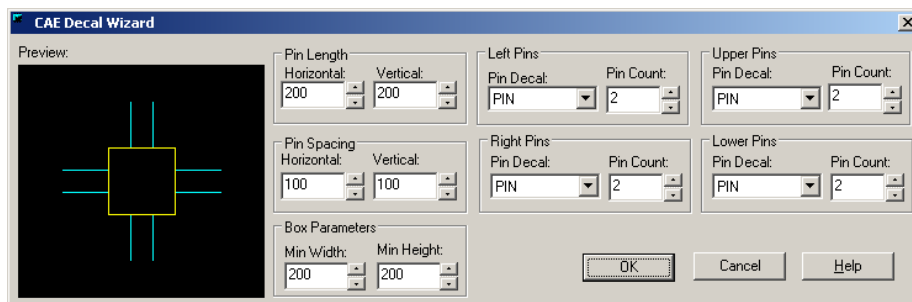 CAE Decal Wizard
Preview:
Pin Length
Horizontal: Vertical:
200 200
Pin Spacing
Horizontal: Vertical:
100 100
Box Parameters
Min Width: Min Height:
200 200
Left Pins
Pin Decal: Pin Count:
PIN 2
Right Pins
Pin Decal: Pin Count:
PIN 2
Upper Pins
Pin Decal: Pin Count:
PIN 2
Lower Pins
Pin Decal: Pin Count:
PIN 2
OK Cancel Help